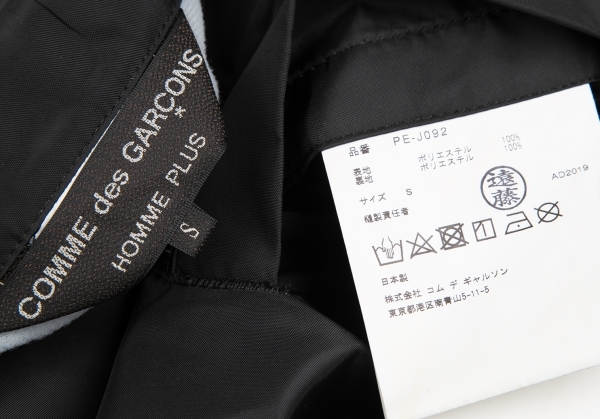 COMME des GARÇONS
*
HOMME PLUS
S
品番 PE-J092
表地 ポリエステル 100%
裏地 ポリエステル 100%
サイズ S
AD2019
縫製責任者
遠藤
日本製
株式会社 コム デ ギャルソン
東京都港区南青山5-11-5